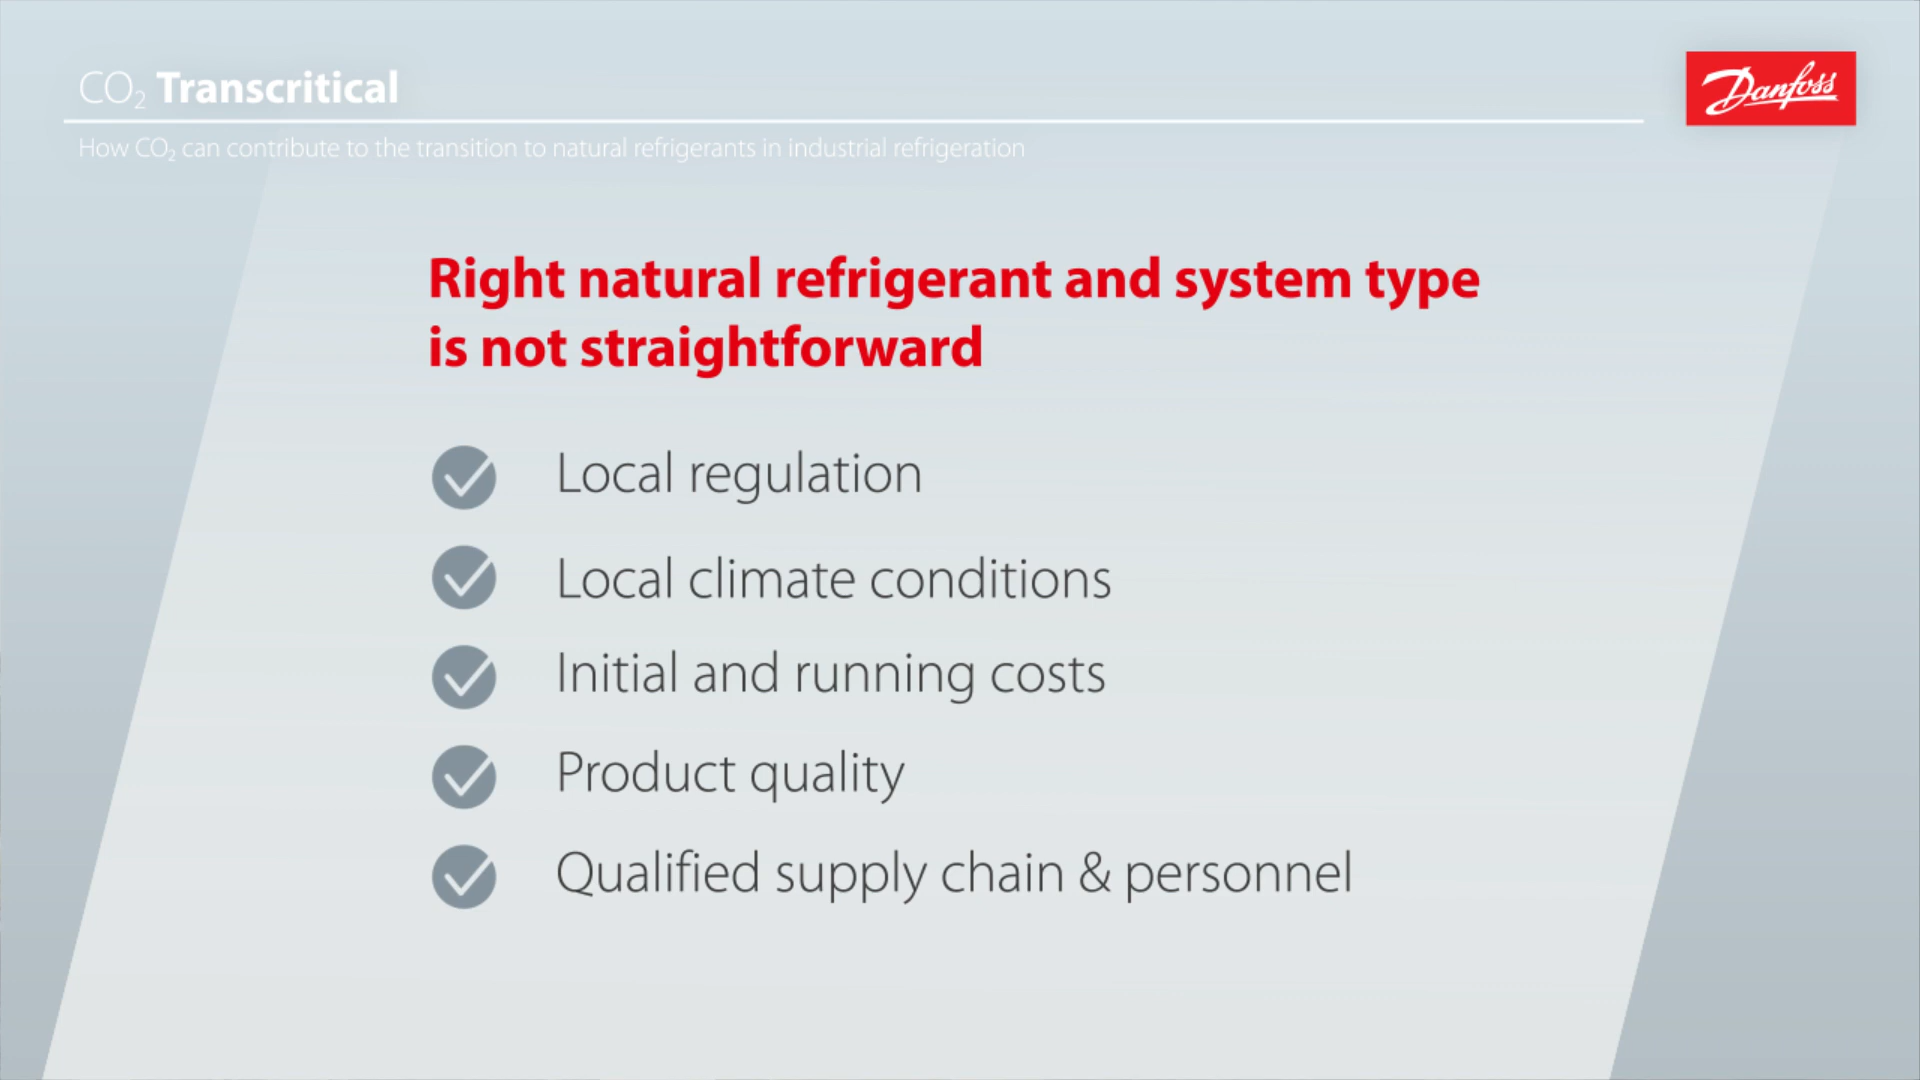 CO₂ Transcritical
Danfoss
How CO₂ can contribute to the transition to natural refrigerants in industrial refrigeration
Right natural refrigerant and system type
is not straightforward
Local regulation
Local climate conditions
Initial and running costs
Product quality
Qualified supply chain & personnel